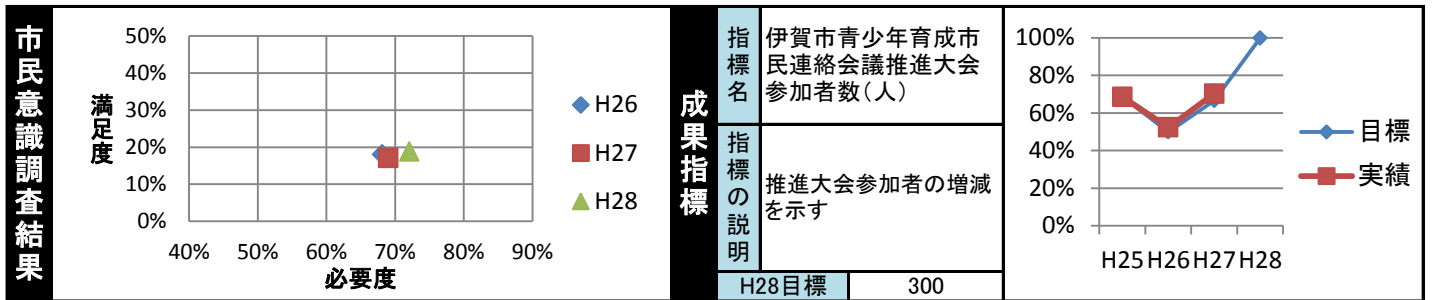 市民意識調査結果
満足度
50%
40%
30%
20%
10%
0%
40% 50% 60% 70% 80% 90%
必要度
H26
H27
H28
成果指標
指標名
伊賀市青少年育成市
民連絡会議推進大会
参加者数(人)
指標の説明
推進大会参加者の増減
を示す
H28目標 300
100%
80%
60%
40%
20%
0%
H25 H26 H27 H28
目標
実績